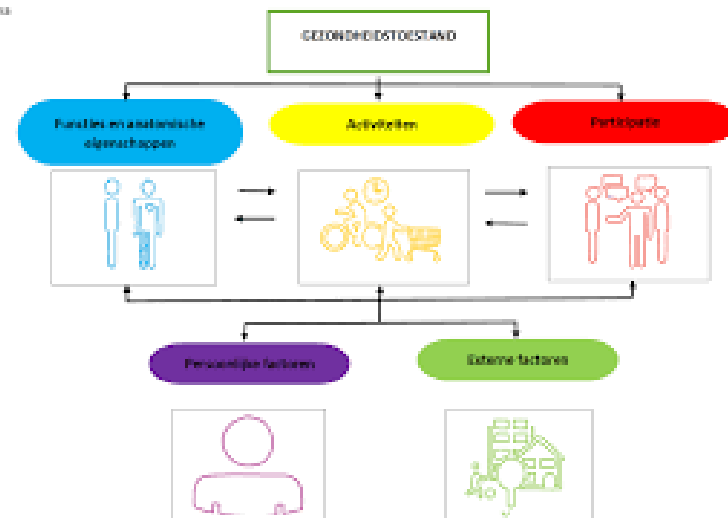 GEZONDHEIDSTOESTAND
Functies en anatomische
eigenschappen
Activiteiten
Participatie
Persoonlijke factoren
Externe factoren